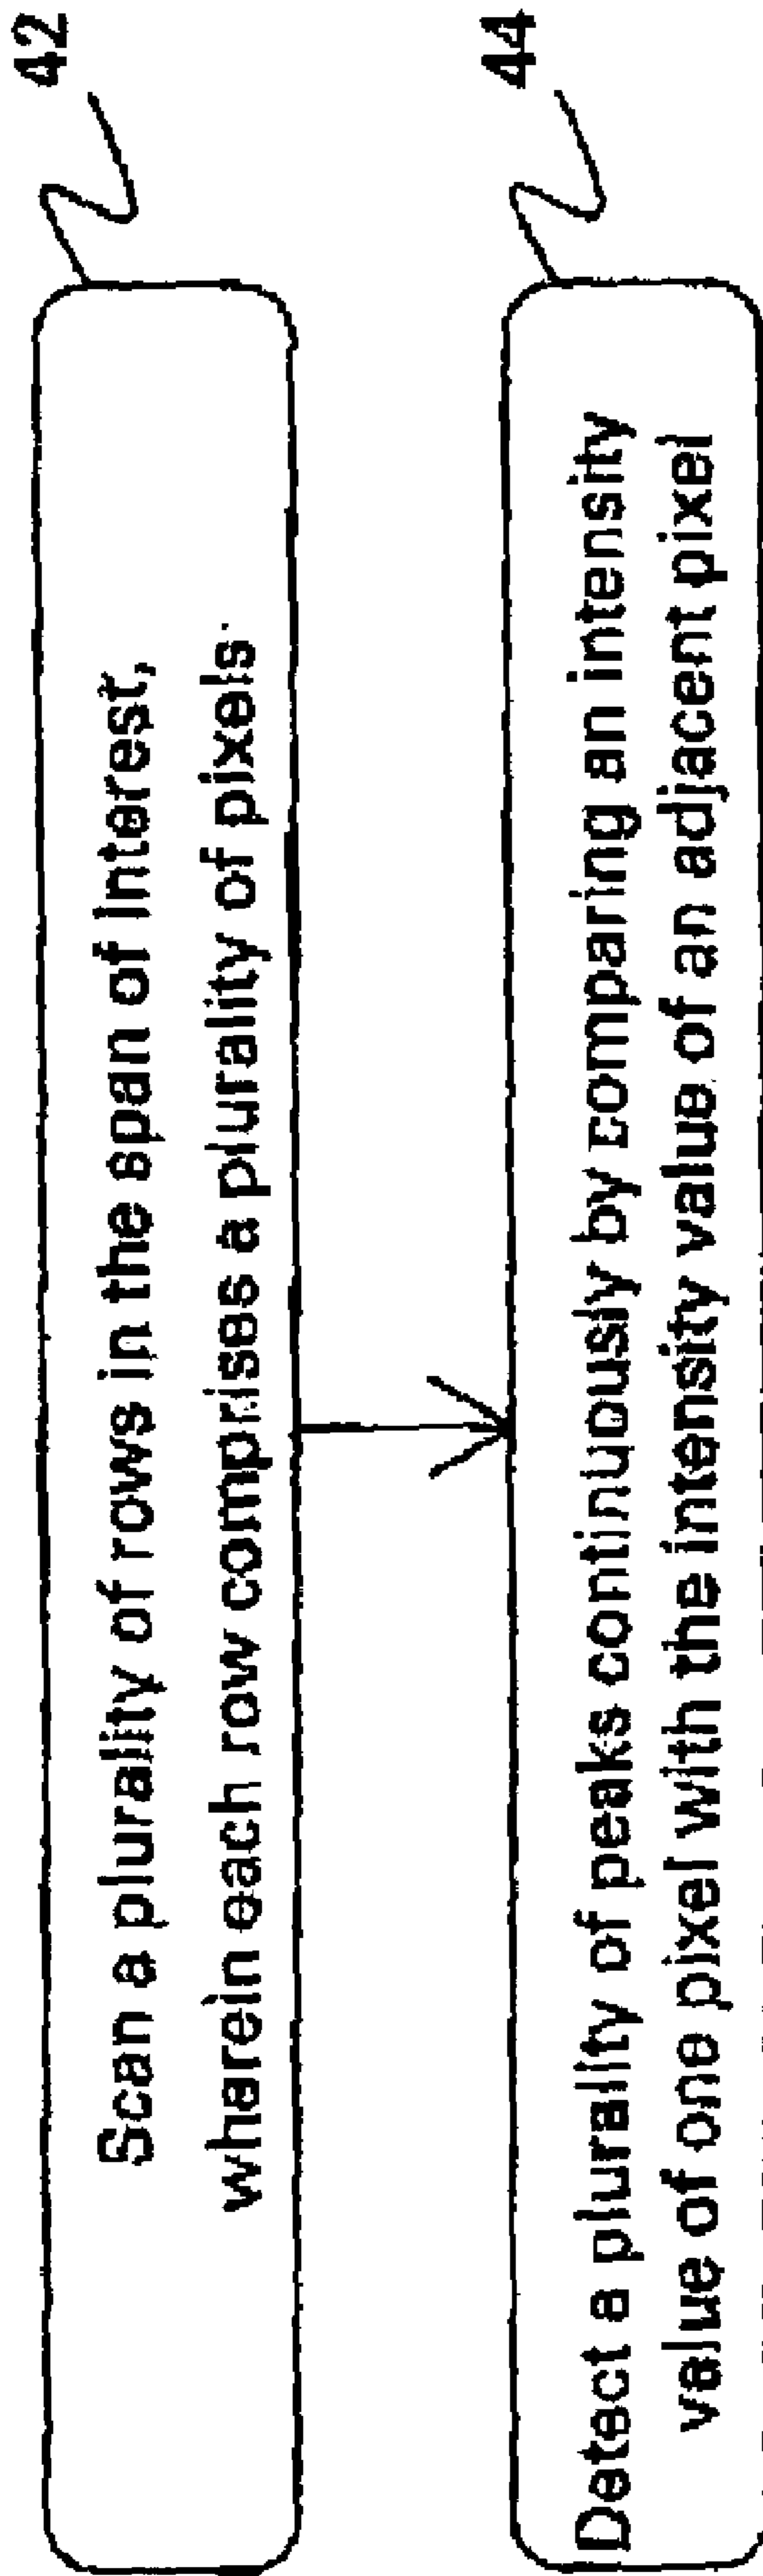 42
Scan a plurality of rows in the span of interest,
wherein each row comprises a plurality of pixels
44
Detect a plurality of peaks continuously by comparing an intensity
value of one pixel with the intensity value of an adjacent pixel